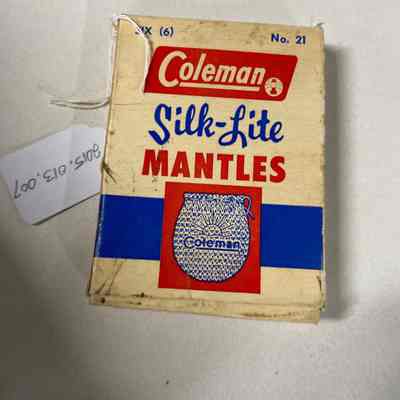 SIX (6) No. 21
Coleman
Silk-Lite
MANTLES
Coleman
2015.013.007